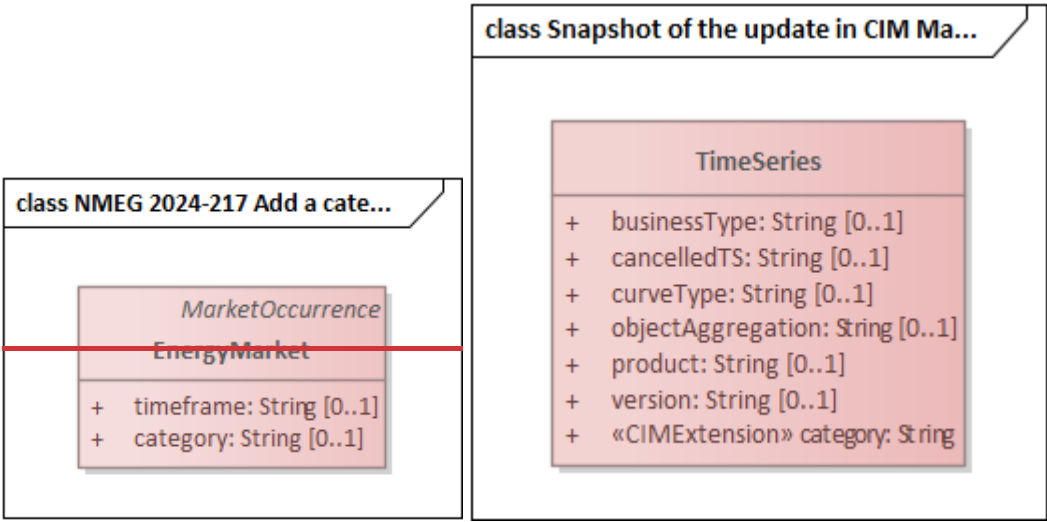 class NMEG 2024-217 Add a cate...
MarketOccurrence
EnergyMarket
+ timeframe: String [0..1]
+ category: String [0..1]
class Snapshot of the update in CIM Ma...
TimeSeries
+ businessType: String [0..1]
+ cancelledTS: String [0..1]
+ curveType: String [0..1]
+ objectAggregation: String [0..1]
+ product: String [0..1]
+ version: String [0..1]
+ «CIMExtension» category: String